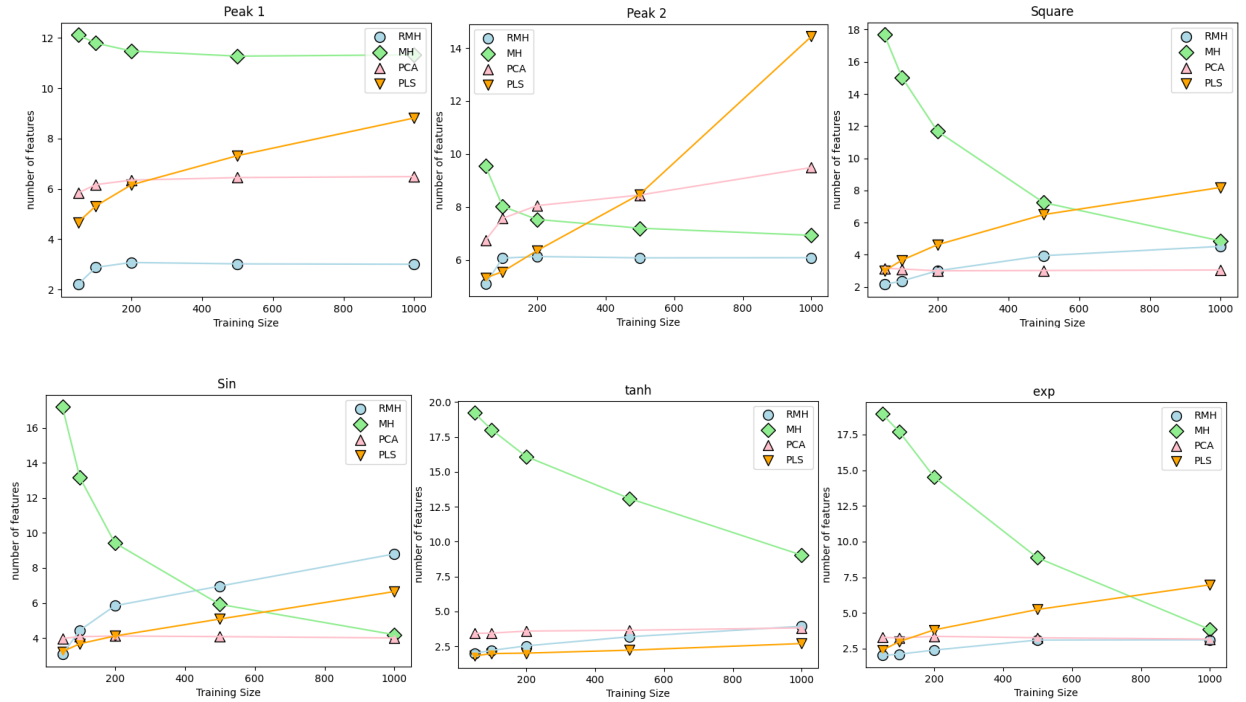 Peak 1
number of features
12
10
8
6
4
2
RMH
MH
PCA
PLS
200
400
600
800
1000
Training Size
Peak 2
number of features
14
12
10
8
6
RMH
MH
PCA
PLS
200
400
600
800
1000
Training Size
Square
number of features
18
16
14
12
10
8
6
4
2
RMH
MH
PCA
PLS
200
400
600
800
1000
Training Size
Sin
number of features
16
14
12
10
8
6
4
RMH
MH
PCA
PLS
200
400
600
800
1000
Training Size
tanh
number of features
20.0
17.5
15.0
12.5
10.0
7.5
5.0
2.5
RMH
MH
PCA
PLS
200
400
600
800
1000
Training Size
exp
number of features
17.5
15.0
12.5
10.0
7.5
5.0
2.5
RMH
MH
PCA
PLS
200
400
600
800
1000
Training Size